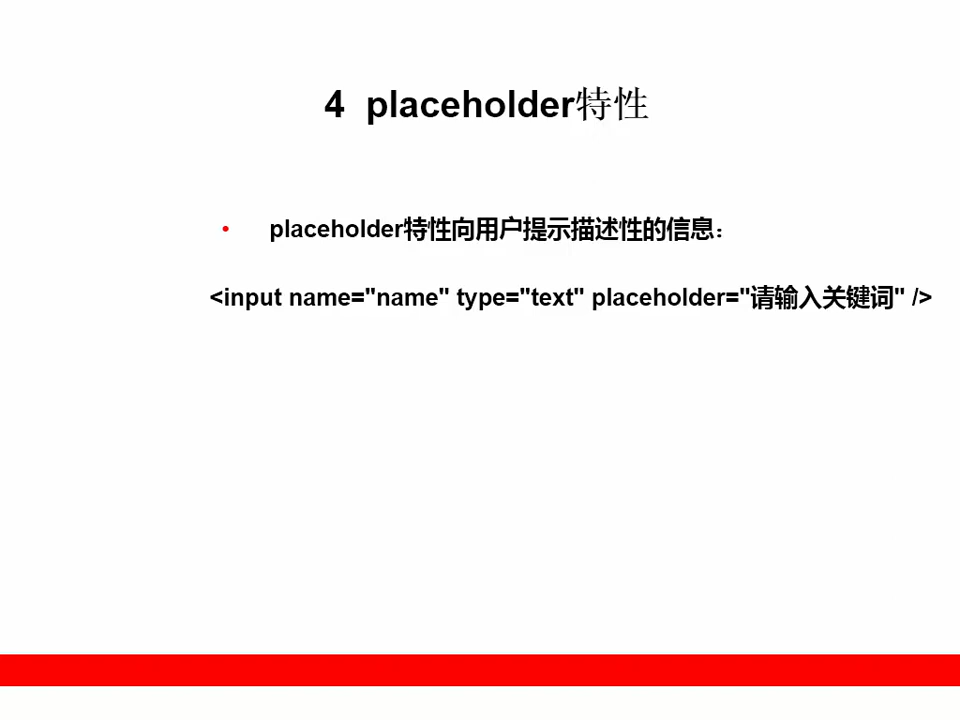 4 placeholder特性
• placeholder特性向用户提示描述性的信息：
<input name="name" type="text" placeholder="请输入关键词" />